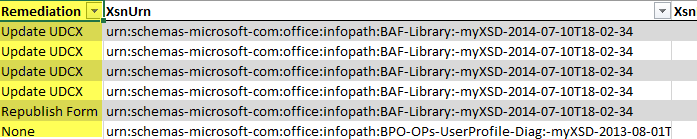 Remediation XsnUrn Xsn
Update UDCX urn:schemas-microsoft-com:office:infopath:BAF-Library:-myXSD-2014-07-10T18-02-34
Update UDCX urn:schemas-microsoft-com:office:infopath:BAF-Library:-myXSD-2014-07-10T18-02-34
Update UDCX urn:schemas-microsoft-com:office:infopath:BAF-Library:-myXSD-2014-07-10T18-02-34
Update UDCX urn:schemas-microsoft-com:office:infopath:BAF-Library:-myXSD-2014-07-10T18-02-34
Republish Form urn:schemas-microsoft-com:office:infopath:BAF-Library:-myXSD-2014-07-10T18-02-34
None urn:schemas-microsoft-com:office:infopath:BPO-OPs-UserProfile-Diag:-myXSD-2013-08-01T